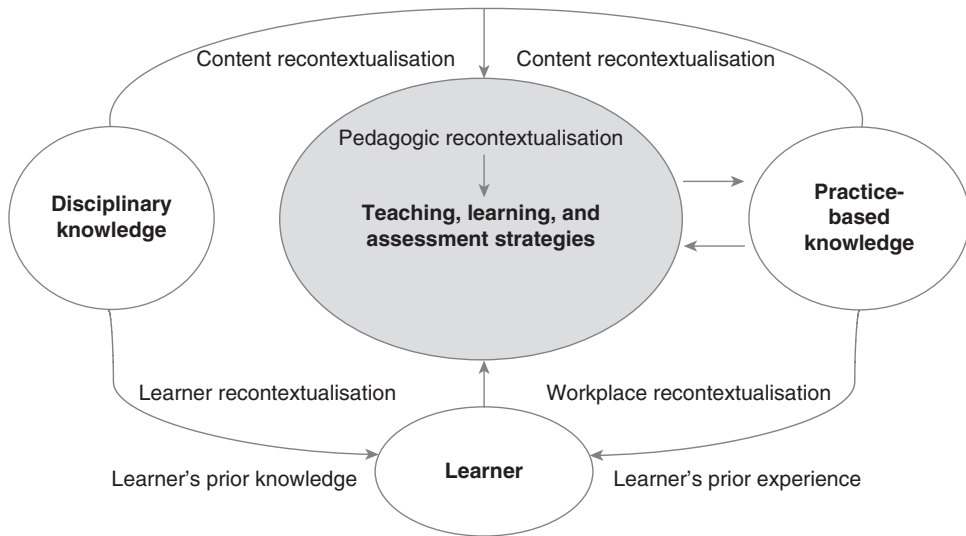 Content recontextualisation
Content recontextualisation
Pedagogic recontextualisation
Disciplinary
knowledge
Teaching, learning, and
assessment strategies
Practice-
based
knowledge
Learner recontextualisation
Workplace recontextualisation
Learner's prior knowledge
Learner
Learner's prior experience